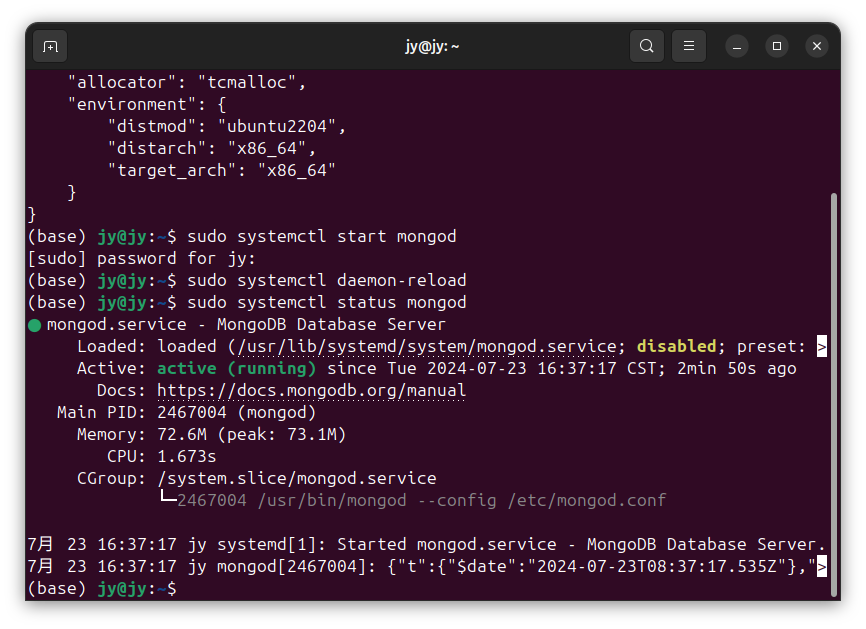 jy@jy: ~
    "allocator": "tcmalloc",
    "environment": {
        "distmod": "ubuntu2204",
        "distarch": "x86_64",
        "target_arch": "x86_64"
    }
}
(base) jy@jy:~$ sudo systemctl start mongod
[sudo] password for jy:
(base) jy@jy:~$ sudo systemctl daemon-reload
(base) jy@jy:~$ sudo systemctl status mongod
● mongod.service - MongoDB Database Server
     Loaded: loaded (/usr/lib/systemd/system/mongod.service; disabled; preset: >
     Active: active (running) since Tue 2024-07-23 16:37:17 CST; 2min 50s ago
       Docs: https://docs.mongodb.org/manual
   Main PID: 2467004 (mongod)
     Memory: 72.6M (peak: 73.1M)
        CPU: 1.673s
     CGroup: /system.slice/mongod.service
             └─2467004 /usr/bin/mongod --config /etc/mongod.conf
7月 23 16:37:17 jy systemd[1]: Started mongod.service - MongoDB Database Server.
7月 23 16:37:17 jy mongod[2467004]: {"t":{"$date":"2024-07-23T08:37:17.535Z"},">
(base) jy@jy:~$